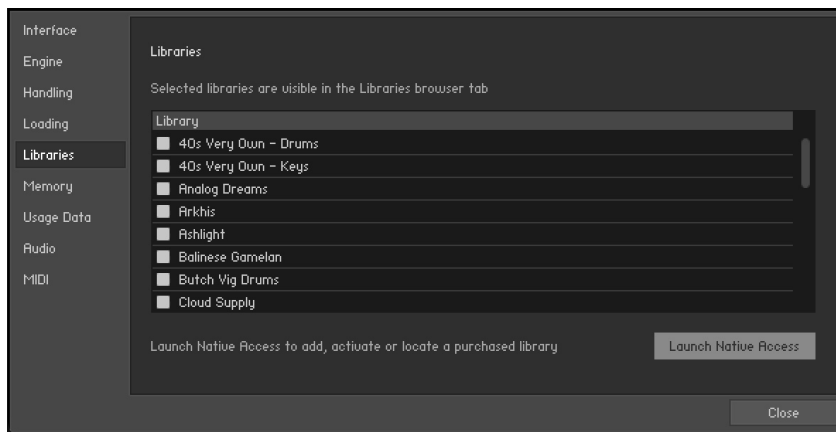 Interface
Engine
Handling
Loading
Libraries
Memory
Usage Data
Audio
MIDI
Libraries
Selected libraries are visible in the Libraries browser tab
Library
40s Very Own - Drums
40s Very Own - Keys
Analog Dreams
Arkhis
Ashlight
Balinese Gamelan
Butch Vig Drums
Cloud Supply
Launch Native Access to add, activate or locate a purchased library
Launch Native Access
Close